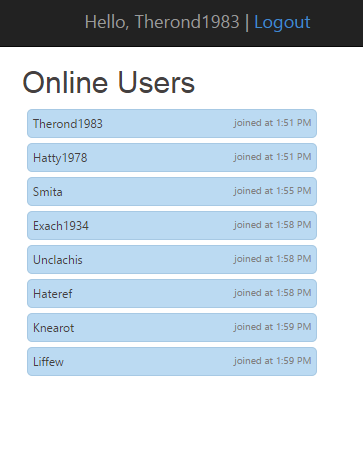 Hello, Therond1983 | Logout
Online Users
Therond1983 joined at 1:51 PM
Hatty1978 joined at 1:51 PM
Smita joined at 1:55 PM
Exach1934 joined at 1:58 PM
Unclachis joined at 1:58 PM
Hateref joined at 1:58 PM
Knearot joined at 1:59 PM
Liffew joined at 1:59 PM